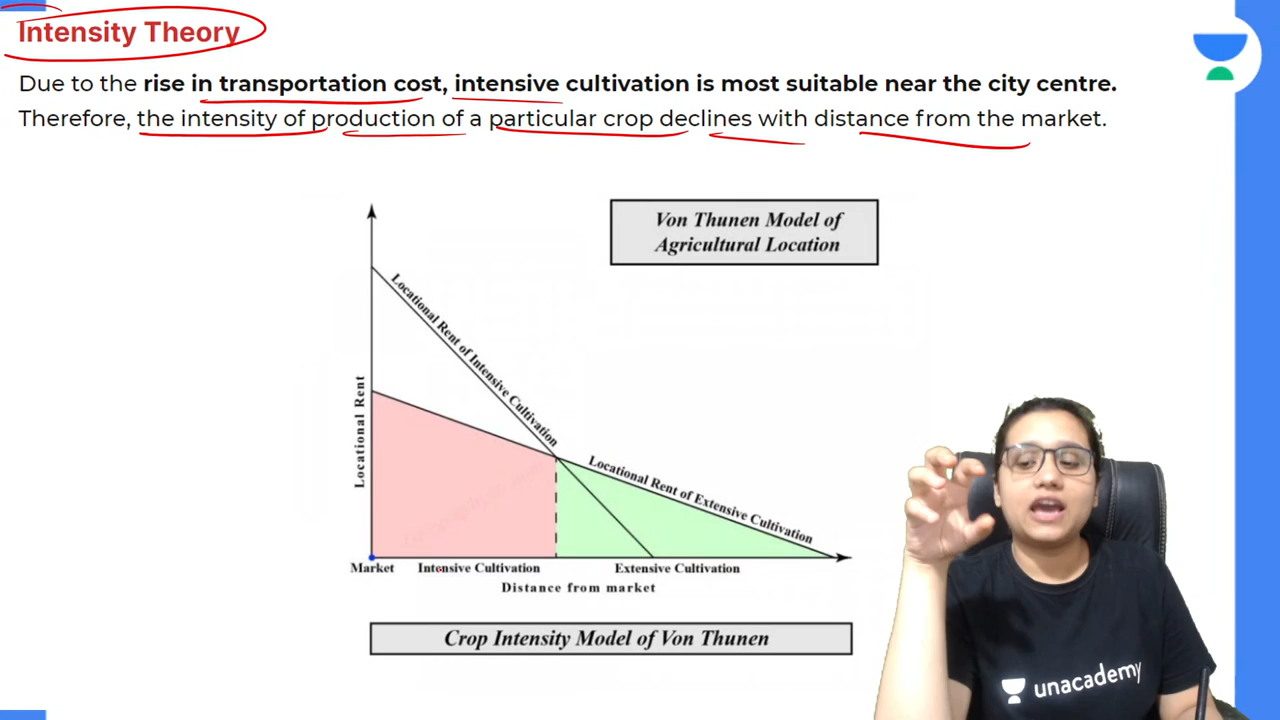 Intensity Theory
Due to the rise in transportation cost, intensive cultivation is most suitable near the city centre.
Therefore, the intensity of production of a particular crop declines with distance from the market.
Von Thunen Model of
Agricultural Location
Locational Rent of Intensive Cultivation
Locational Rent of Extensive Cultivation
Locational Rent
Market
Intensive Cultivation
Extensive Cultivation
Distance from market
Crop Intensity Model of Von Thunen
unacademy